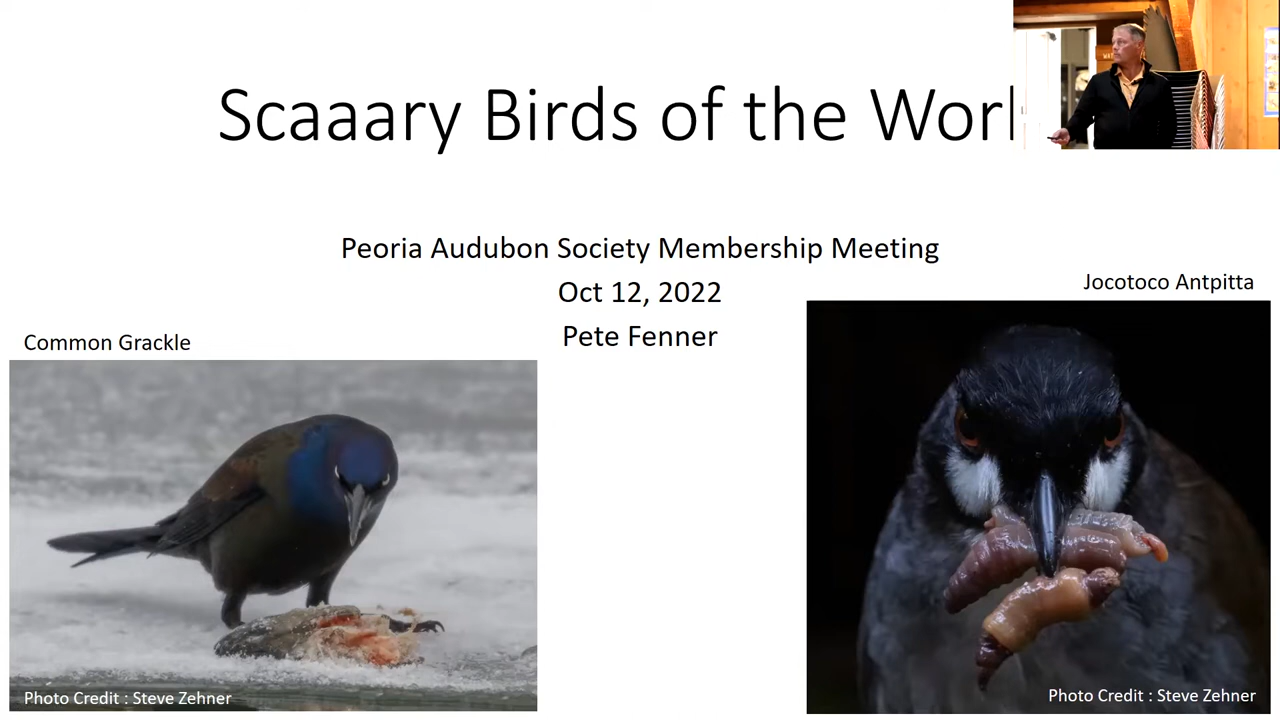 Scaaary Birds of the Worl
Peoria Audubon Society Membership Meeting
Oct 12, 2022
Pete Fenner
Jocotoco Antpitta
Common Grackle
Photo Credit : Steve Zehner
Photo Credit : Steve Zehner